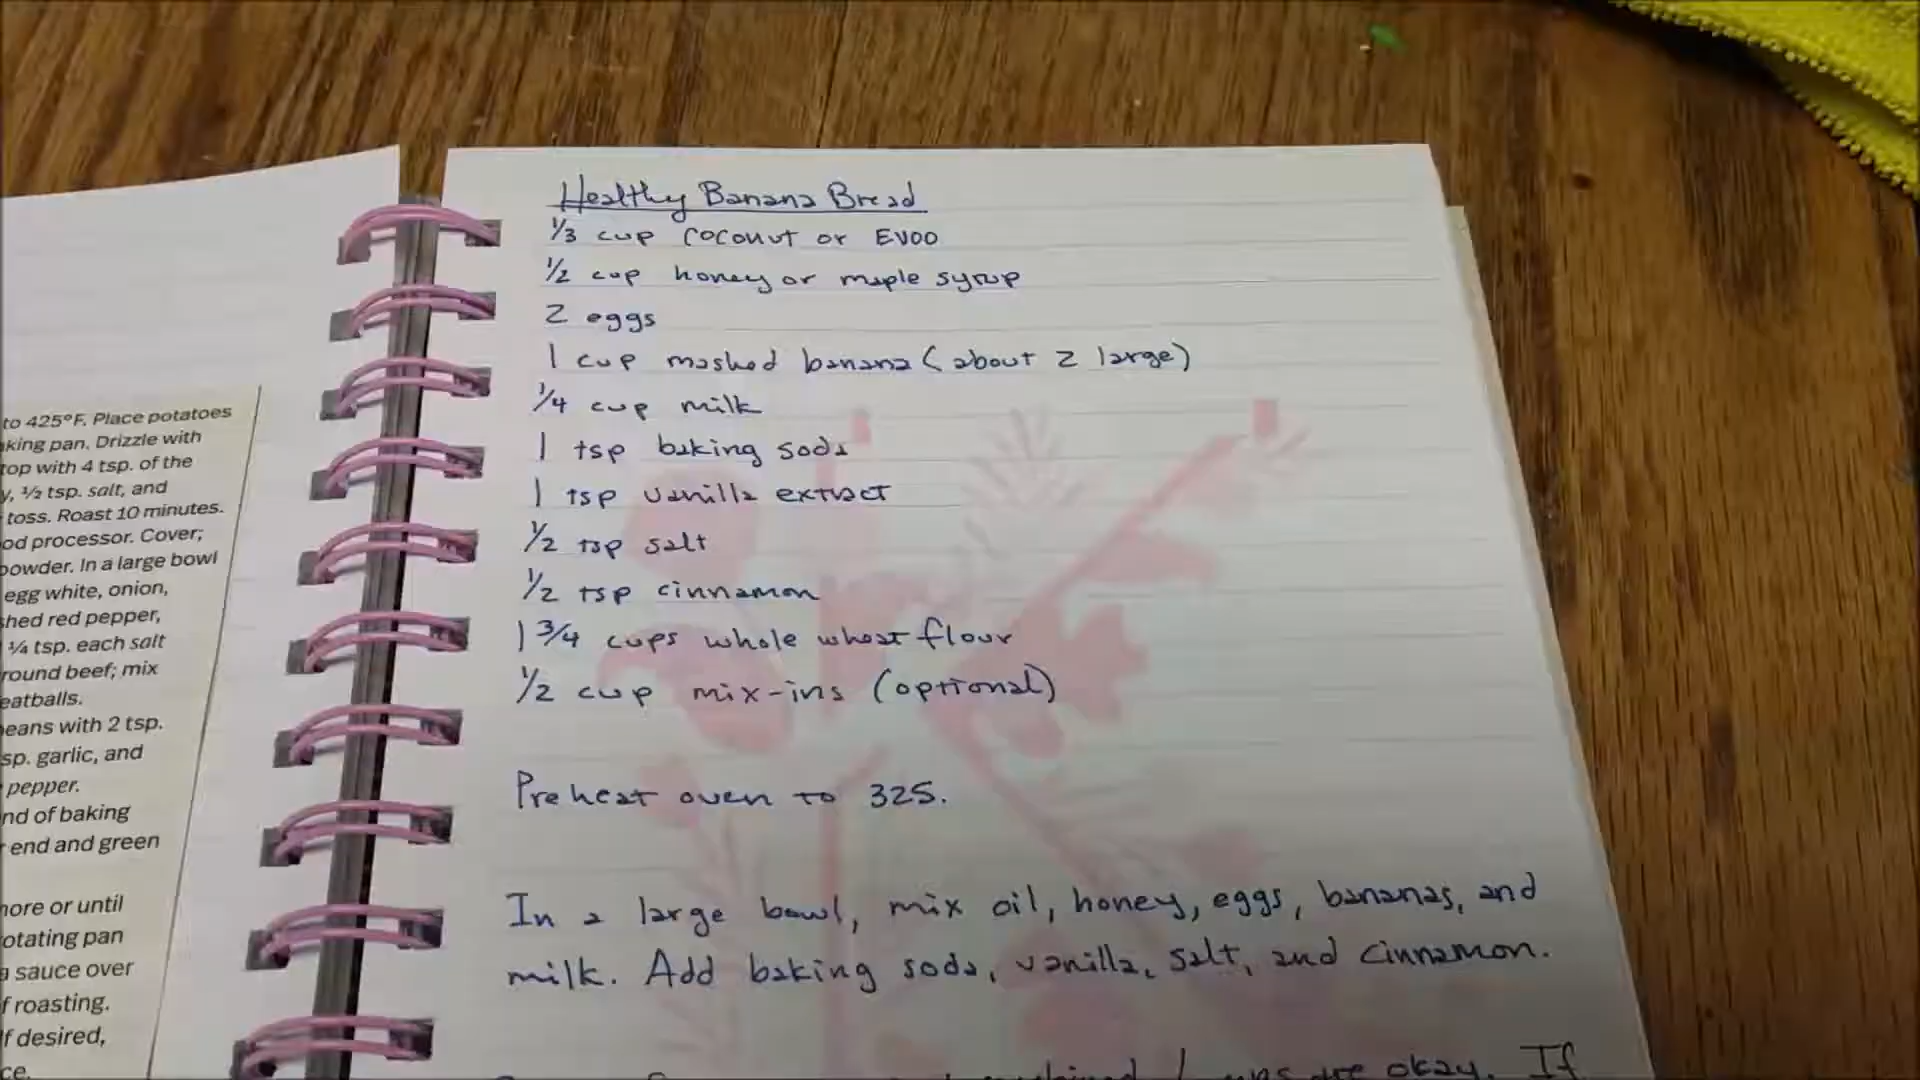 to 425°F. Place potatoes
king pan. Drizzle with
top with 4 tsp. of the
y, ½ tsp. salt, and
toss. Roast 10 minutes.
od processor. Cover;
powder. In a large bowl
egg white, onion,
shed red pepper,
¼ tsp. each salt
round beef; mix
eatballs.
eans with 2 tsp.
sp. garlic, and
pepper.
nd of baking
end and green
more or until
otating pan
a sauce over
f roasting.
f desired,
ce.
Healthy Banana Bread
1/3 cup coconut or EVOO
1/2 cup honey or maple syrup
2 eggs
1 cup mashed banana (about 2 large)
1/4 cup milk
1 tsp baking soda
1 tsp vanilla extract
1/2 tsp salt
1/2 tsp cinnamon
1 3/4 cups whole wheat flour
1/2 cup mix-ins (optional)
Preheat oven to 325.
In a large bowl, mix oil, honey, eggs, bananas, and
milk. Add baking soda, vanilla, salt, and cinnamon.
are okay. If